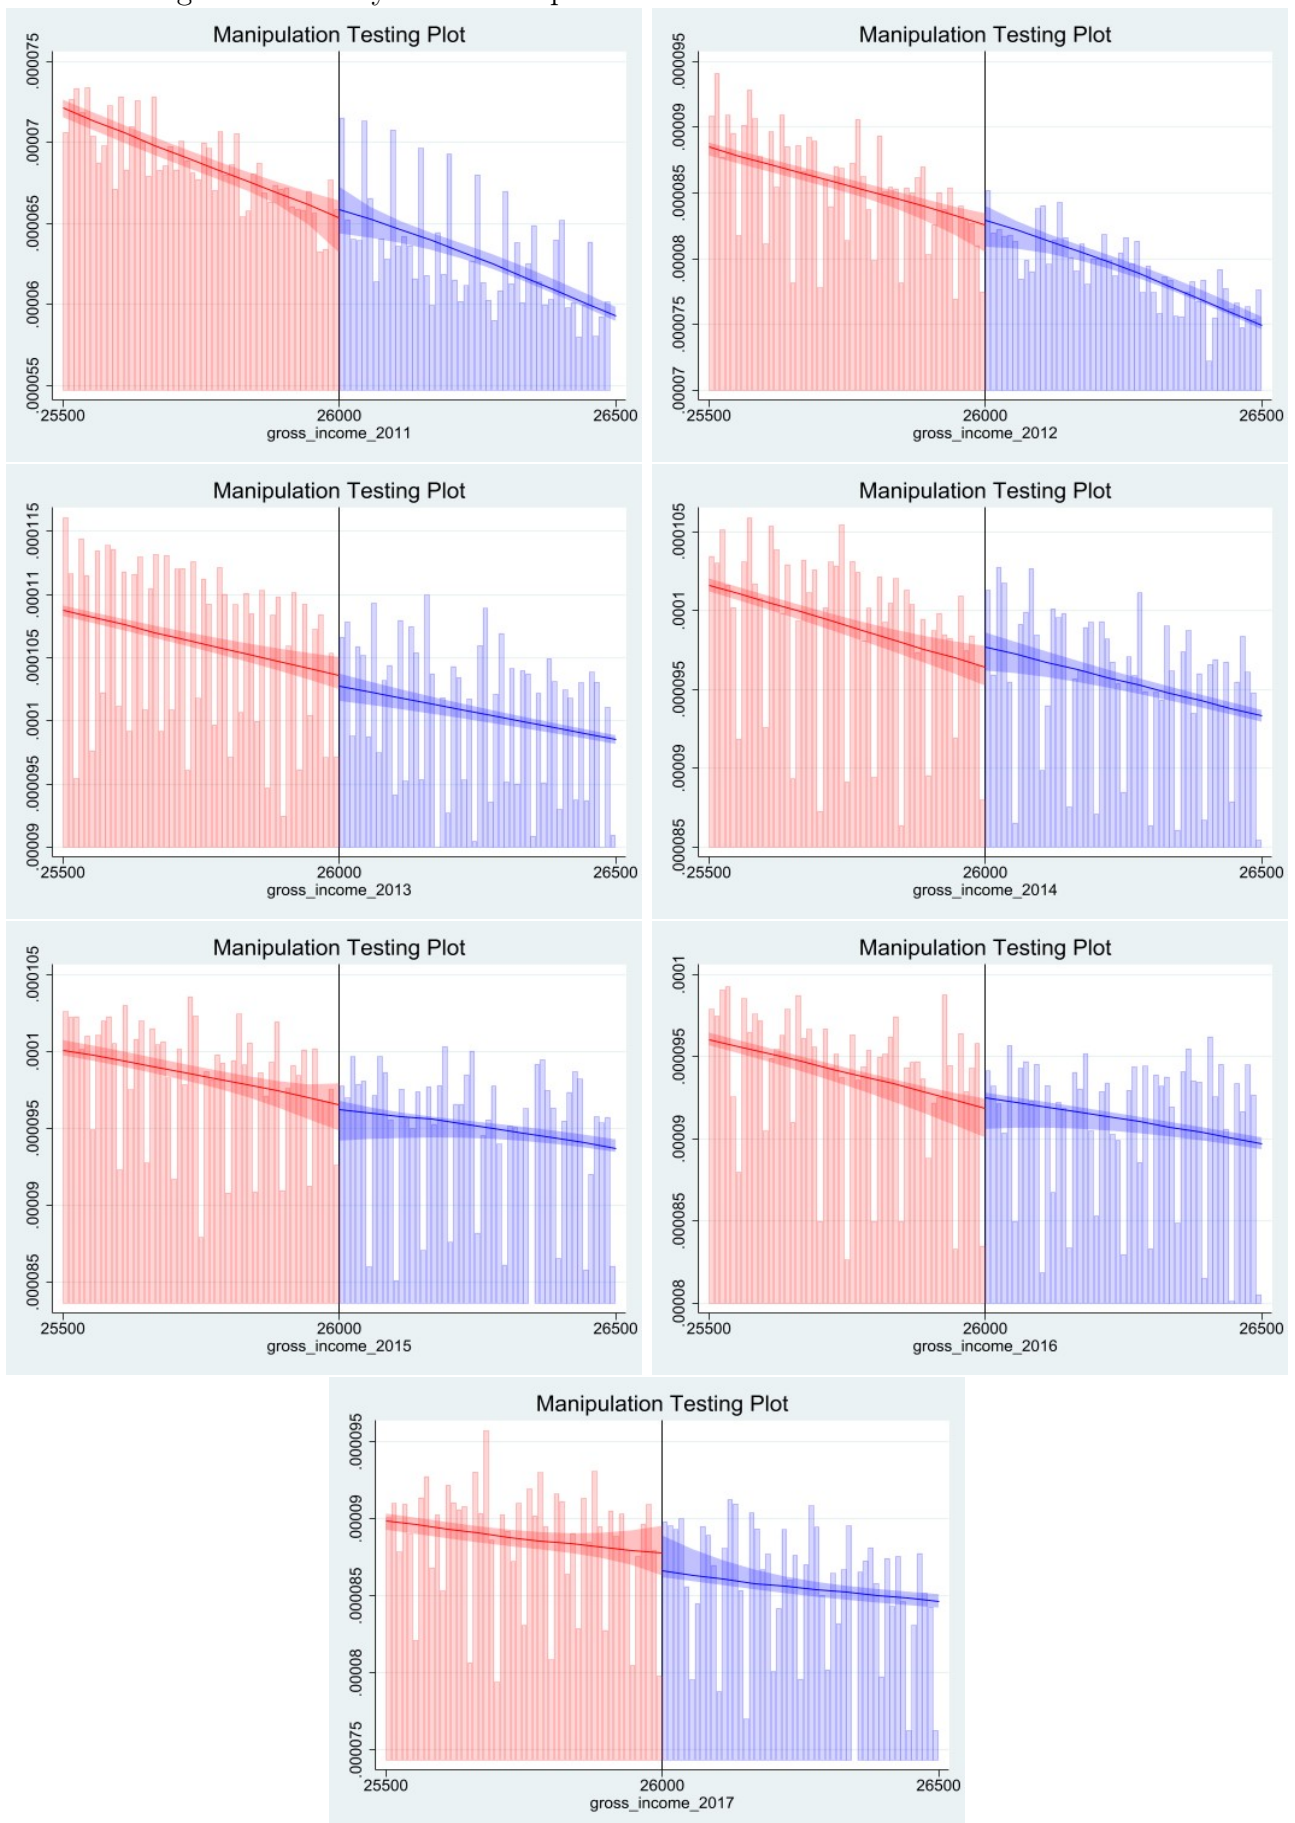 Manipulation Testing Plot
.000075
.00007
.000065
.00006
.000055
25500 26000 26500
gross_income_2011
Manipulation Testing Plot
.000095
.00009
.000085
.00008
.000075
.00007
25500 26000 26500
gross_income_2012
Manipulation Testing Plot
.000115
.00011
.000105
.0001
.000095
.00009
25500 26000 26500
gross_income_2013
Manipulation Testing Plot
.000105
.0001
.000095
.00009
.000085
25500 26000 26500
gross_income_2014
Manipulation Testing Plot
.000105
.0001
.000095
.00009
.000085
25500 26000 26500
gross_income_2015
Manipulation Testing Plot
.0001
.000095
.00009
.000085
.00008
25500 26000 26500
gross_income_2016
Manipulation Testing Plot
.000095
.00009
.000085
.00008
.000075
25500 26000 26500
gross_income_2017